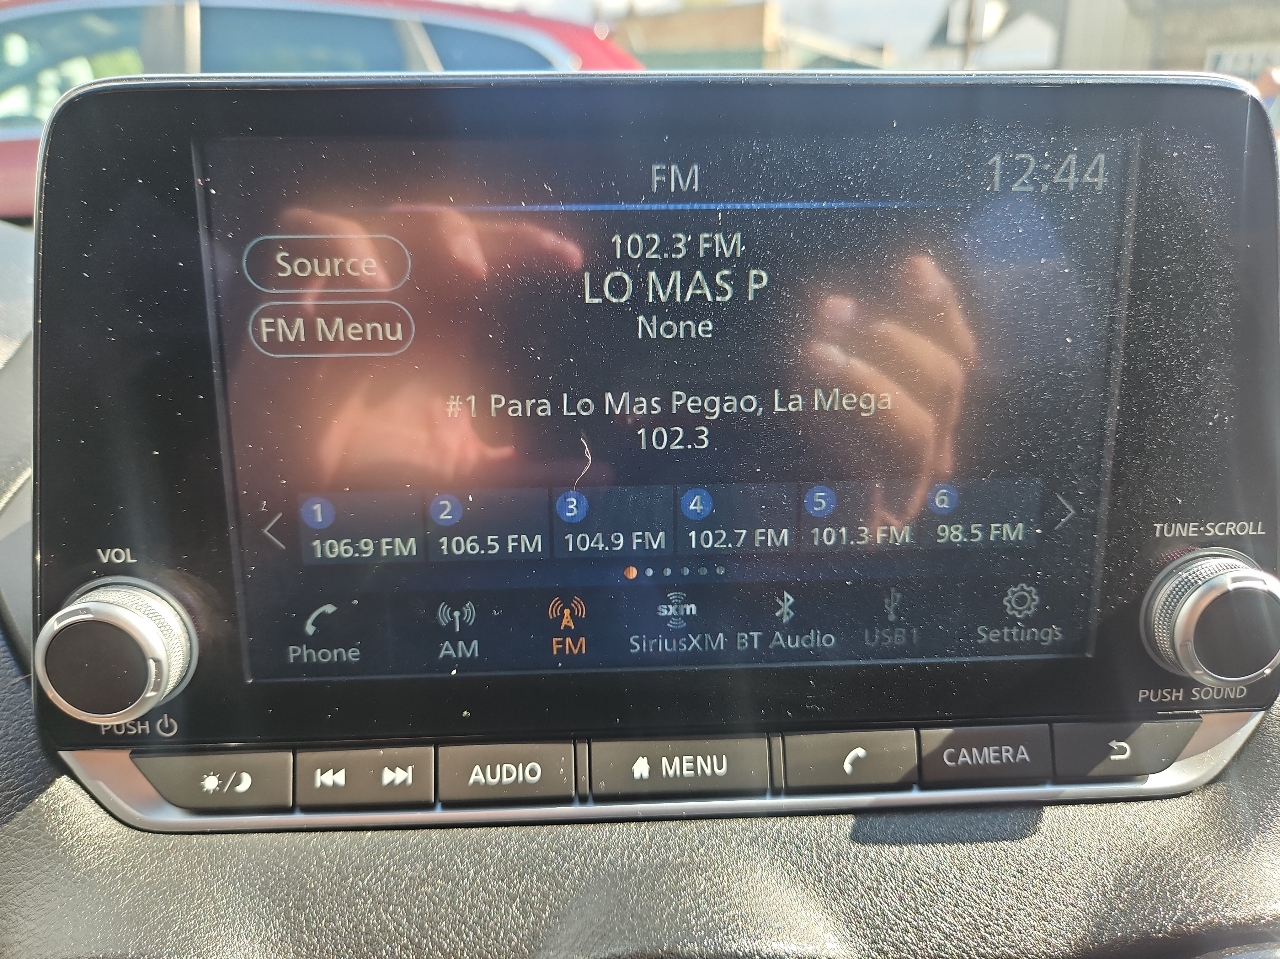 FM
12:44
Source
102.3 FM
LO MAS P
FM Menu
None
#1 Para Lo Mas Pegao, La Mega
102.3
1 2 3 4 5 6
106.9 FM 106.5 FM 104.9 FM 102.7 FM 101.3 FM 98.5 FM
VOL
TUNE·SCROLL
sxm
Phone AM FM SiriusXM BT Audio USB1 Settings
PUSH
PUSH SOUND
AUDIO MENU CAMERA